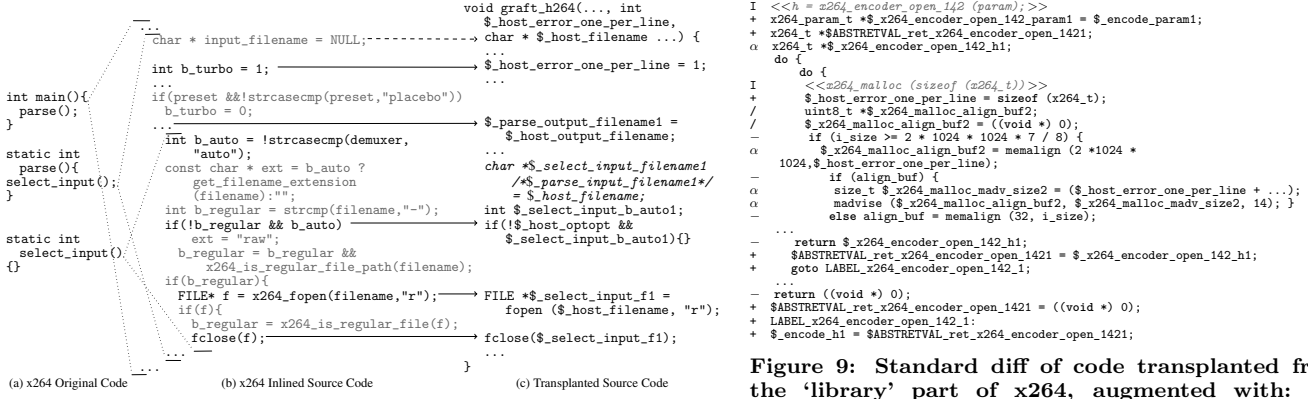 int main(){
parse();
}
static int
parse(){
select_input();
}
static int
select_input()
{}
(a) x264 Original Code
...
char * input_filename = NULL;
int b_turbo = 1;
...
if(preset &&!strcasecmp(preset,"placebo"))
b_turbo = 0;
...
int b_auto = !strcasecmp(demuxer,
"auto");
const char * ext = b_auto ?
get_filename_extension
(filename):"";
int b_regular = strcmp(filename,"-");
if(!b_regular && b_auto)
ext = "raw";
b_regular = b_regular &&
x264_is_regular_file_path(filename);
if(b_regular){
FILE* f = x264_fopen(filename,"r");
if(f){
b_regular = x264_is_regular_file(f);
fclose(f);
...
...
(b) x264 Inlined Source Code
void graft_h264(..., int
$_host_error_one_per_line,
char * $_host_filename ...) {
...
$_host_error_one_per_line = 1;
...
$_parse_output_filename1 =
$_host_output_filename;
...
char *$_select_input_filename1
/*$_parse_input_filename1*/
= $_host_filename;
int $_select_input_b_auto1;
if(!$_host_optopt &&
$_select_input_b_auto1){}
FILE *$_select_input_f1 =
fopen ($_host_filename, "r");
fclose($_select_input_f1);
...
}
(c) Transplanted Source Code
I <<h = x264_encoder_open_142 (param);>>
+ x264_param_t *$_x264_encoder_open_142_param1 = $_encode_param1;
+ x264_t *$ABSTRETVAL_ret_x264_encoder_open_1421;
α x264_t *$_x264_encoder_open_142_h1;
do {
do {
I <<x264_malloc (sizeof (x264_t))>>
+ $_host_error_one_per_line = sizeof (x264_t);
/ uint8_t *$_x264_malloc_align_buf2;
/ $_x264_malloc_align_buf2 = ((void *) 0);
− if (i_size >= 2 * 1024 * 1024 * 7 / 8) {
α $_x264_malloc_align_buf2 = memalign (2 *1024 *
1024,$_host_error_one_per_line);
− if (align_buf) {
α size_t $_x264_malloc_madv_size2 = ($_host_error_one_per_line + ...);
α madvise ($_x264_malloc_align_buf2, $_x264_malloc_madv_size2, 14); }
− else align_buf = memalign (32, i_size);
...
− return $_x264_encoder_open_142_h1;
+ $ABSTRETVAL_ret_x264_encoder_open_1421 = $_x264_encoder_open_142_h1;
+ goto LABEL_x264_encoder_open_142_1;
...
− return ((void *) 0);
+ $ABSTRETVAL_ret_x264_encoder_open_1421 = ((void *) 0);
+ LABEL_x264_encoder_open_142_1:
+ $_encode_h1 = $ABSTRETVAL_ret_x264_encoder_open_1421;
Figure 9: Standard diff of code transplanted fr
the ‘library’ part of x264, augmented with: